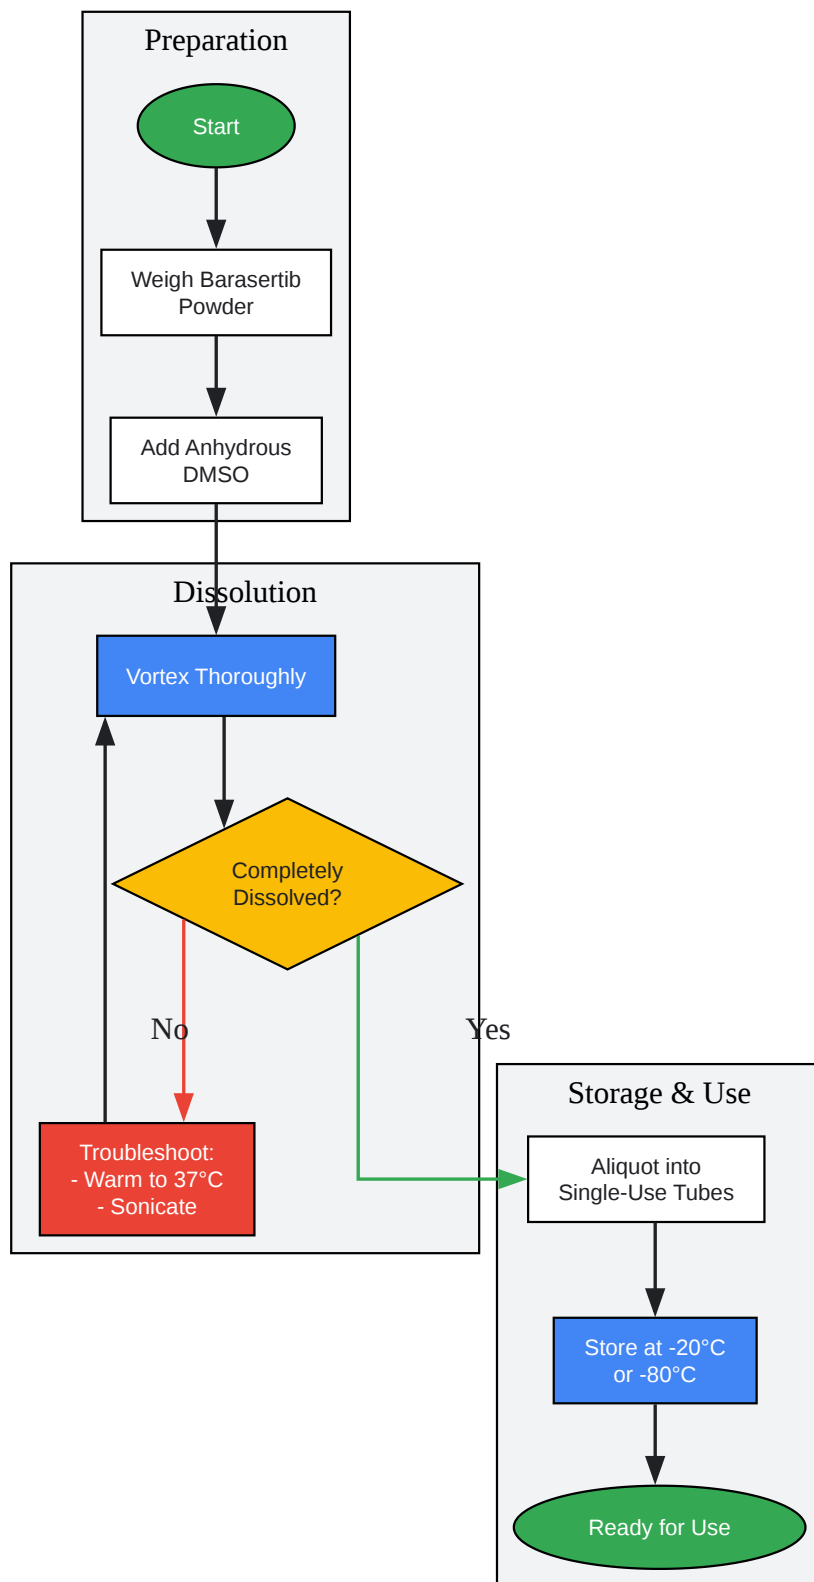 Preparation
Start
Weigh Barasertib
Powder
Add Anhydrous
DMSO
Dissolution
Vortex Thoroughly
Completely
Dissolved?
No
Yes
Troubleshoot:
- Warm to 37°C
- Sonicate
Storage & Use
Aliquot into
Single-Use Tubes
Store at -20°C
or -80°C
Ready for Use